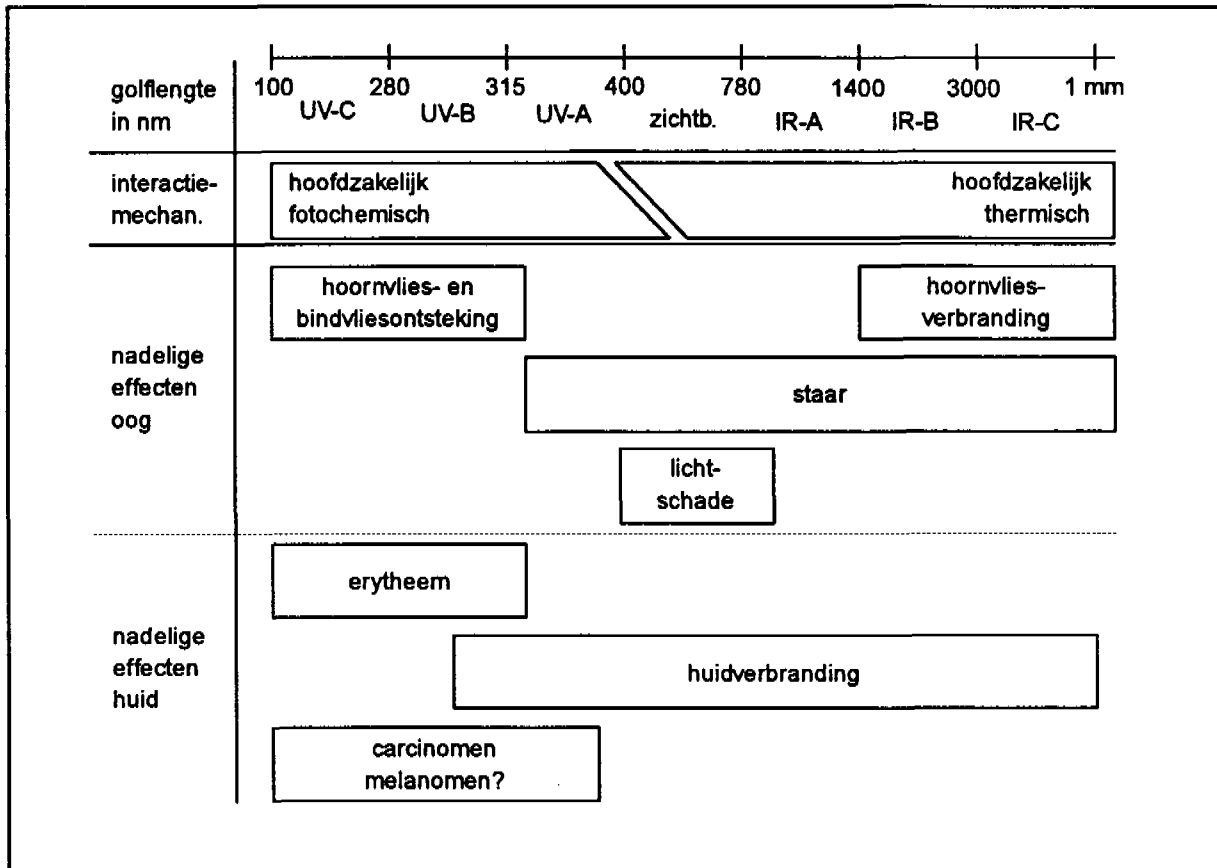 golflengte
in nm
100 280 315 400 780 1400 3000 1 mm
UV-C UV-B UV-A zichtb. IR-A IR-B IR-C
interactie-
mechan.
hoofdzakelijk
fotochemisch
hoofdzakelijk
thermisch
nadelige
effecten
oog
hoornvlies- en
bindvliesontsteking
hoornvlies-
verbranding
staar
licht-
schade
nadelige
effecten
huid
erytheem
huidverbranding
carcinomen
melanomen?